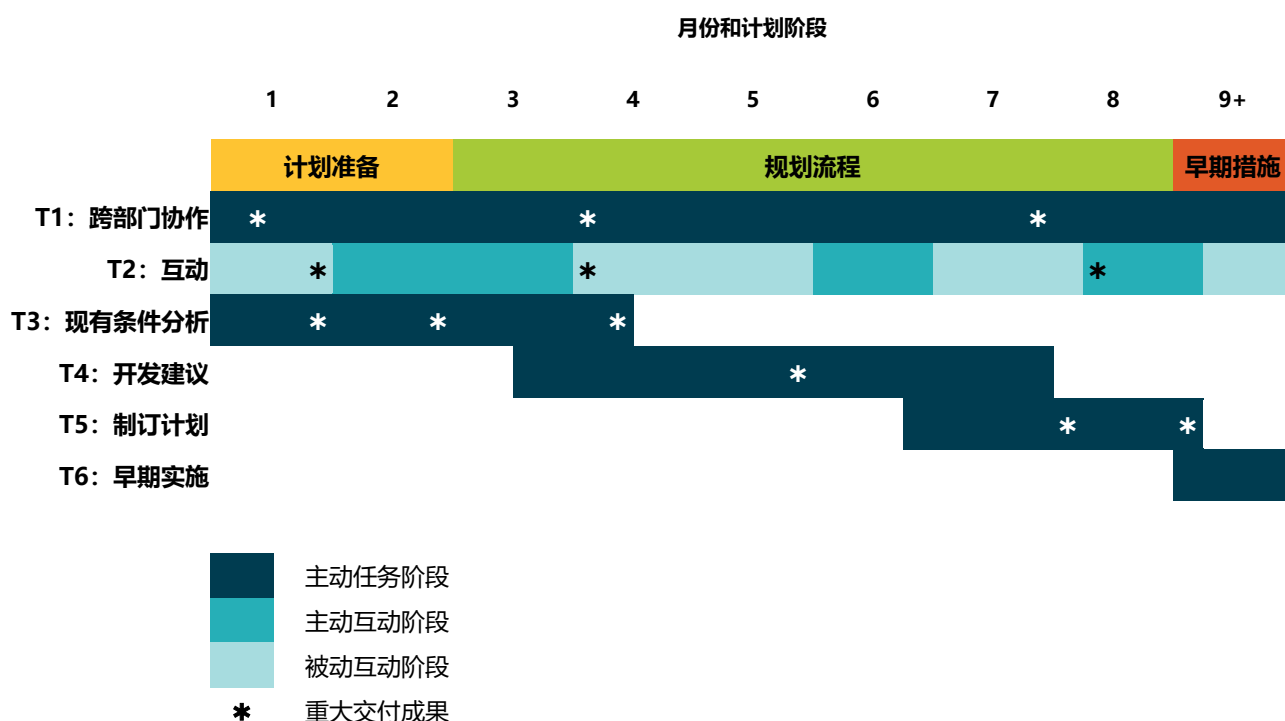 月份和计划阶段
1 2 3 4 5 6 7 8 9+
计划准备 规划流程 早期措施
T1：跨部门协作 * * *
T2：互动 * * *
T3：现有条件分析 * * *
T4：开发建议 *
T5：制订计划 * *
T6：早期实施
主动任务阶段
主动互动阶段
被动互动阶段
* 重大交付成果